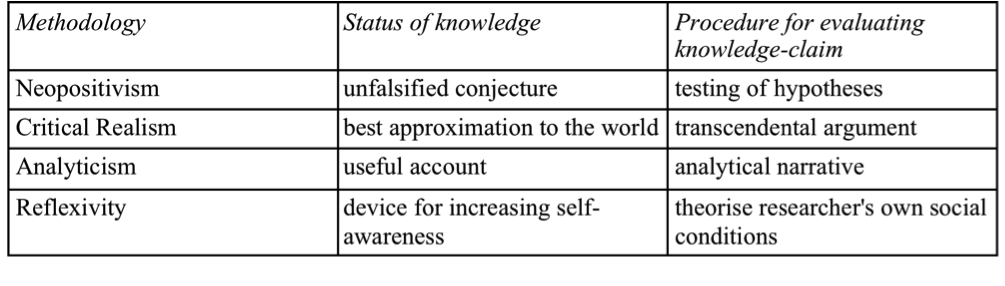 Methodology Status of knowledge Procedure for evaluating
knowledge-claim
Neopositivism unfalsified conjecture testing of hypotheses
Critical Realism best approximation to the world transcendental argument
Analyticism useful account analytical narrative
Reflexivity device for increasing self- theorise researcher's own social
awareness conditions